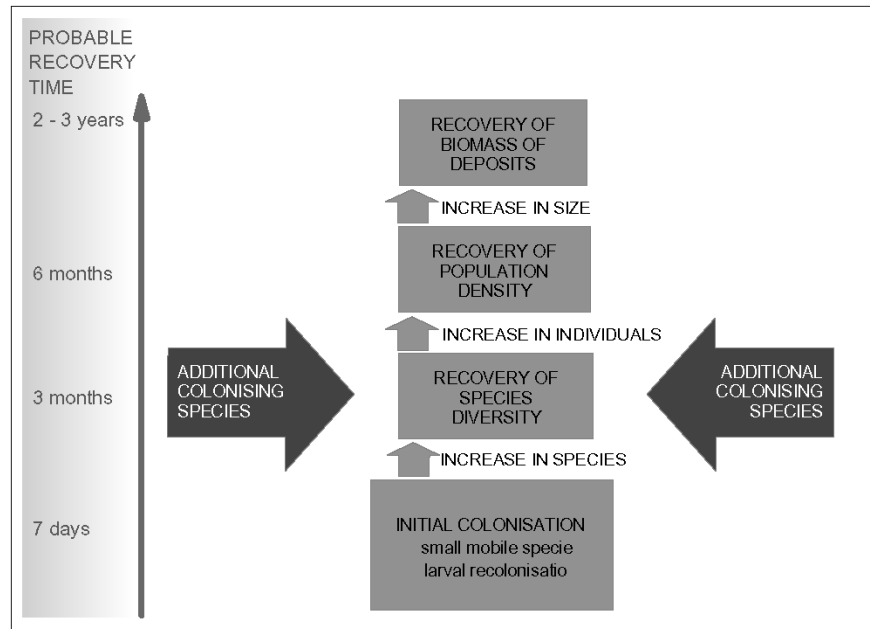 PROBABLE
RECOVERY
TIME
2 - 3 years
6 months
3 months
7 days
RECOVERY OF
BIOMASS OF
DEPOSITS
INCREASE IN SIZE
RECOVERY OF
POPULATION
DENSITY
INCREASE IN INDIVIDUALS
ADDITIONAL
COLONISING
SPECIES
RECOVERY OF
SPECIES
DIVERSITY
ADDITIONAL
COLONISING
SPECIES
INCREASE IN SPECIES
INITIAL COLONISATION
small mobile specie
larval recolonisatio